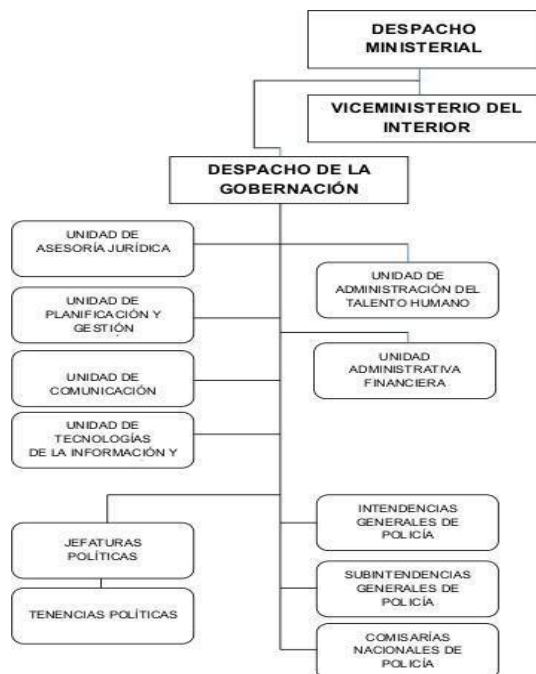 DESPACHO
MINISTERIAL
VICEMINISTERIO DEL
INTERIOR
DESPACHO DE LA
GOBERNACIÓN
UNIDAD DE
ASESORÍA JURÍDICA
UNIDAD DE
ADMINISTRACIÓN DEL
TALENTO HUMANO
UNIDAD DE
PLANIFICACIÓN Y
GESTIÓN
UNIDAD
ADMINISTRATIVA
FINANCIERA
UNIDAD DE
COMUNICACIÓN
UNIDAD DE
TECNOLOGÍAS
DE LA INFORMACIÓN Y
JEFATURAS
POLÍTICAS
TENENCIAS POLÍTICAS
INTENDENCIAS
GENERALES DE
POLICÍA
SUBINTENDENCIAS
GENERALES DE
POLICÍA
COMISARÍAS
NACIONALES DE
POLICÍA